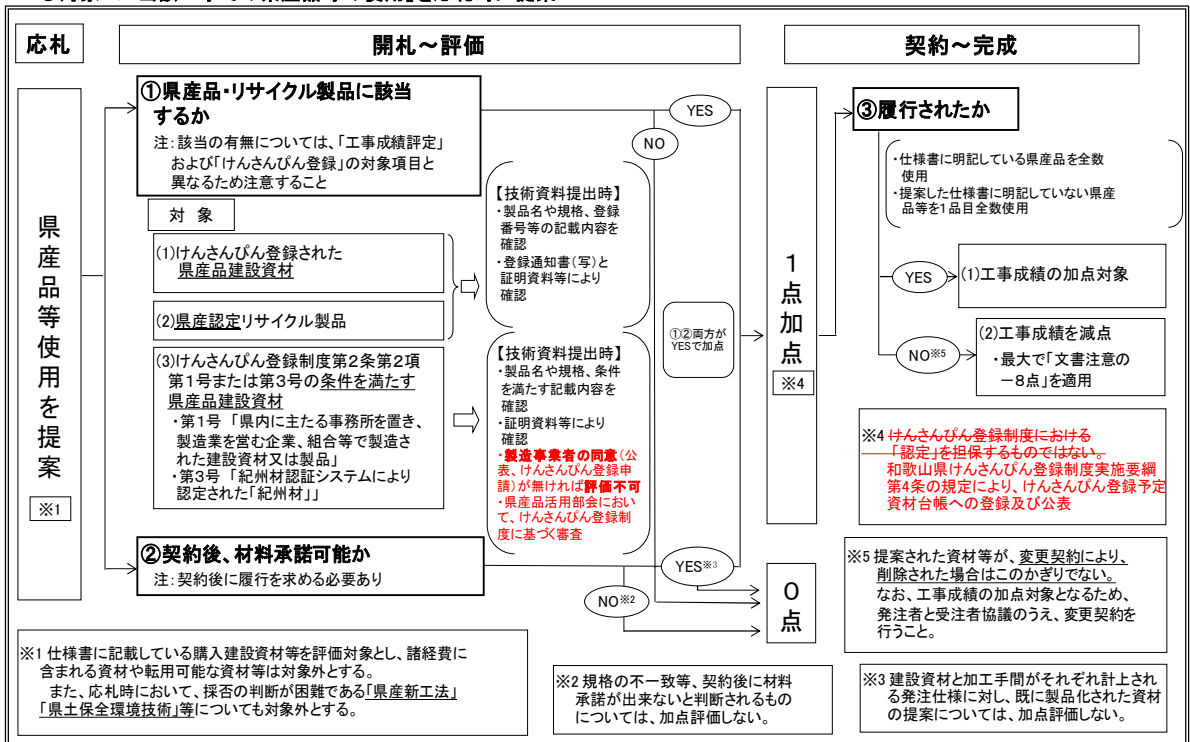 応札
開札～評価
契約～完成
県産品等使用を提案
※1
①県産品・リサイクル製品に該当
するか
注：該当の有無については、「工事成績評定」
および「けんさんぴん登録」の対象項目と
異なるため注意すること
対　象
(1)けんさんぴん登録された
県産品建設資材
(2)県産認定リサイクル製品
(3)けんさんぴん登録制度第2条第2項
第1号または第3号の条件を満たす
県産品建設資材
・第1号 「県内に主たる事務所を置き、
製造業を営む企業、組合等で製造さ
れた建設資材又は製品」
・第3号 「紀州材認証システムにより
認定された「紀州材」」
【技術資料提出時】
・製品名や規格、登録
番号等の記載内容を
確認
・登録通知書(写)と
証明資料等により
確認
【技術資料提出時】
・製品名や規格、条件
を満たす記載内容を
確認
・証明資料等により
確認
・製造事業者の同意(公
表、けんさんぴん登録申
請)が無ければ評価不可
・県産品活用部会におい
て、けんさんぴん登録制
度に基づく審査
②契約後、材料承諾可能か
注：契約後に履行を求める必要あり
YES
NO
①②両方が
YESで加点
YES※3
NO※2
1点加点
※4
0点
③履行されたか
・仕様書に明記している県産品を全数
使用
・提案した仕様書に明記していない県産
品等を1品目全数使用
YES
(1)工事成績の加点対象
NO※5
(2)工事成績を減点
・最大で「文書注意の
－8点」を適用
※4 けんさんぴん登録制度における
「認定」を担保するものではない。
和歌山県けんさんぴん登録制度実施要綱
第4条の規定により、けんさんぴん登録予定
資材台帳への登録及び公表
※5 提案された資材等が、変更契約により、
削除された場合はこのかぎりでない。
なお、工事成績の加点対象となるため、
発注者と受注者協議のうえ、変更契約を
行うこと。
※1 仕様書に記載している購入建設資材等を評価対象とし、諸経費に
含まれる資材や転用可能な資材等は対象外とする。
また、応札時において、採否の判断が困難である「県産新工法」
「県土保全環境技術」等についても対象外とする。
※2 規格の不一致等、契約後に材料
承諾が出来ないと判断されるもの
については、加点評価しない。
※3 建設資材と加工手間がそれぞれ計上され
る発注仕様に対し、既に製品化された資材
の提案については、加点評価しない。